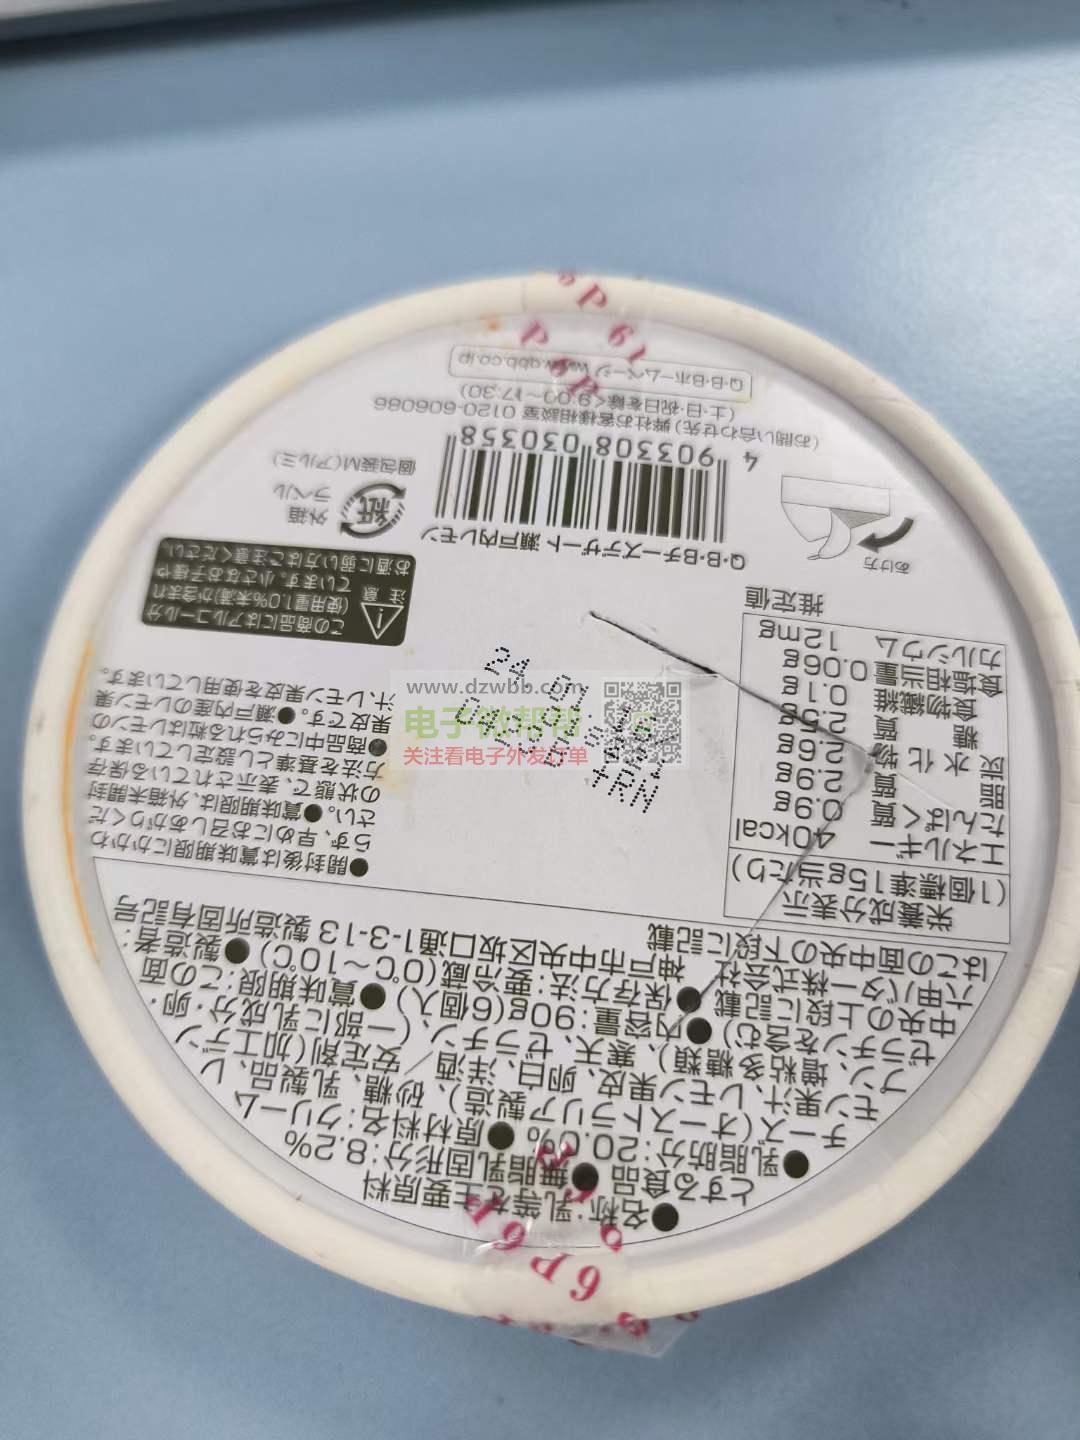 ●名称:乳等を主要原料
とする食品 ●無脂乳固形分:8.2%
●乳脂肪分:20.0% ●原材料名:クリーム
チーズ(オーストラリア製造)、砂糖、乳製品、レ
モン果汁、レモン果皮、卵白、洋酒、安定剤(加工デン
プン、増粘多糖類)、寒天、ゼラチン、(一部に乳成分・卵・
ゼラチンを含む) ●内容量:90g(6個入) ●賞味期限:この面の
中央の上段に記載 ●保存方法:要冷蔵(0℃~10℃) ●製造者:
六甲バター株式会社 神戸市中央区坂口通1-3-13 製造所固有記号
はこの面の中央の下段に記載
栄養成分表示
(1個標準15g当たり)
エネルギー 40kcal
たんぱく質 0.9g
脂質 2.9g
炭水化物 2.6g
糖質 2.5g
食物繊維 0.1g
食塩相当量 0.06g
カルシウム 12mg
推定値
●開封後は賞味期限にかかわ
らず、早めにお召しあがりくだ
さい。●賞味期限は、外箱未開封
の状態で、表示されている保存
方法を基準として設定しています。
●商品中にみられる粒はレモンの
果皮です。●瀬戸内産のレモン果
汁、レモン果皮を使用しています。
注意
この商品にはアルコール分
(使用量1.0%未満)が含まれ
ています。小さなお子様や
お酒に弱い方はご注意ください。
あけ方
Q・B・Bチーズデザート瀬戸内レモン
4 903308 030358
紙
外箱
ラベル
個包装M(アルミ)
(お問い合わせ先)弊社お客様相談室 0120-606086
(土・日・祝日を除く9:00～17:30)
Q・B・Bホームページ www.qbb.co.jp
www.dzwbb.com
电子微帮帮
关注看电子外发订单